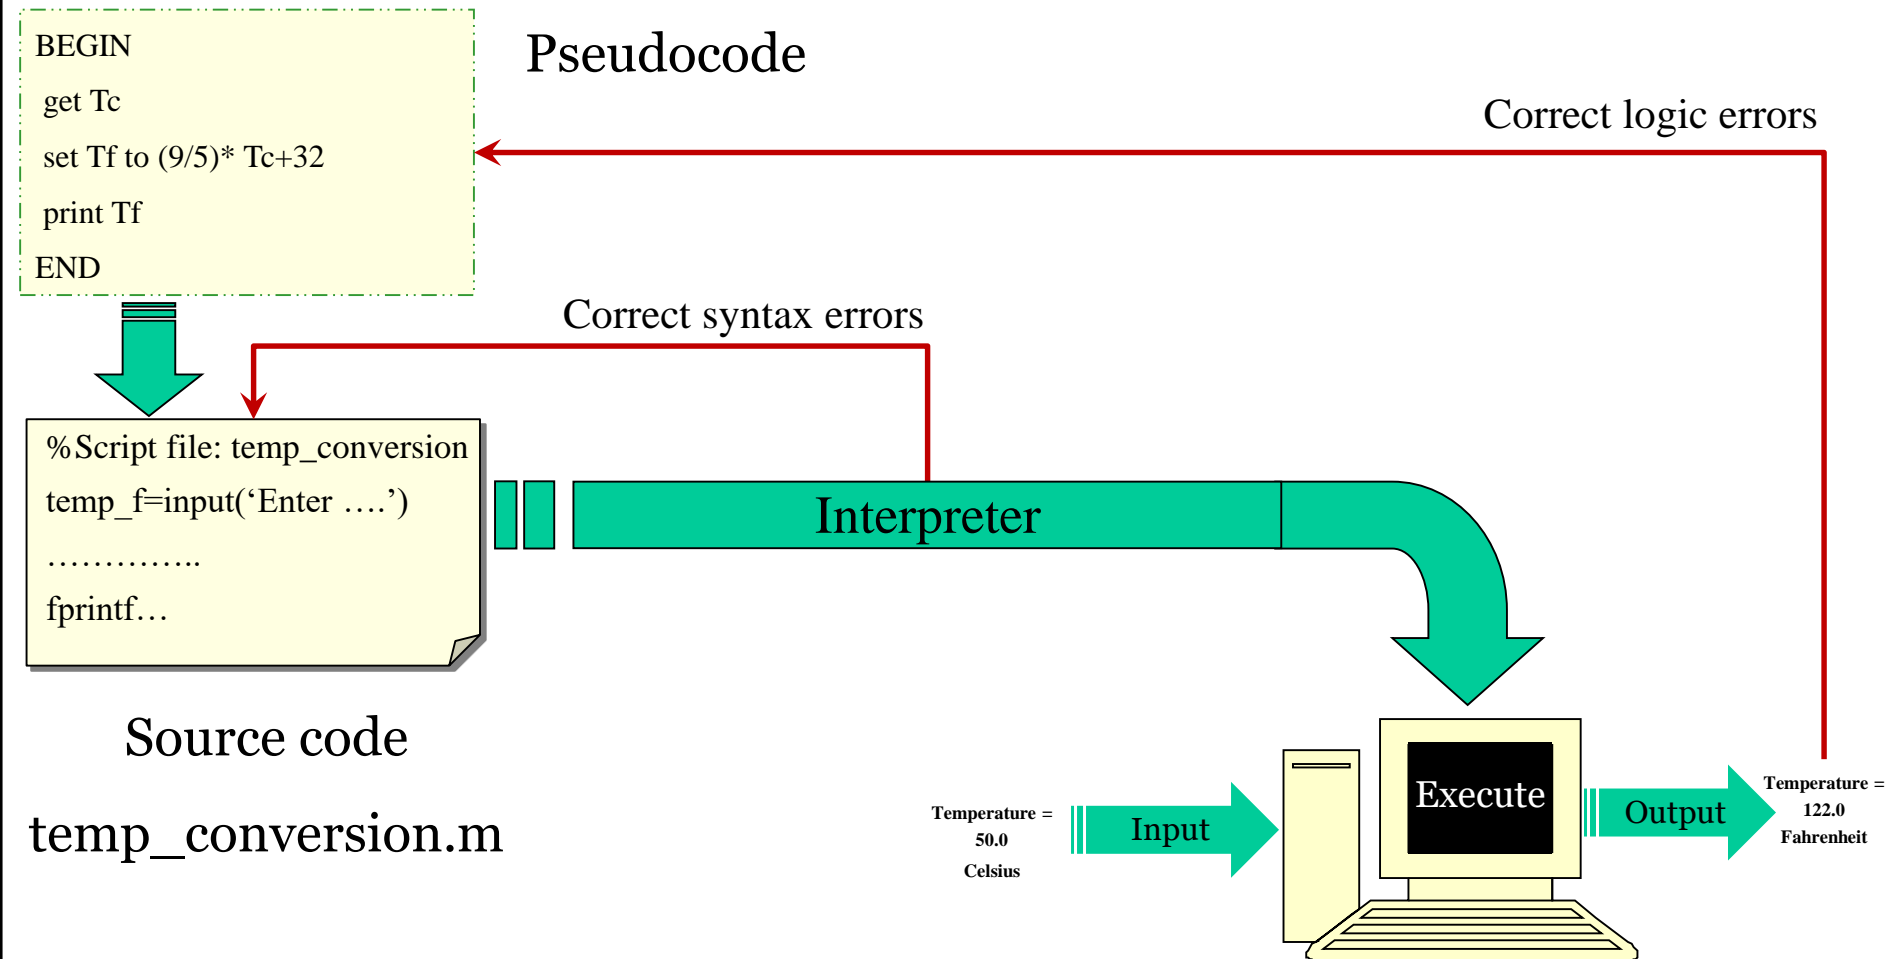 BEGIN
get Tc
set Tf to (9/5)* Tc+32
print Tf
END
Pseudocode
Correct logic errors
Correct syntax errors
%Script file: temp_conversion
temp_f=input(‘Enter ….’)
…………..
fprintf…
Interpreter
Source code
temp_conversion.m
Temperature =
50.0
Celsius
Input
Execute
Output
Temperature =
122.0
Fahrenheit